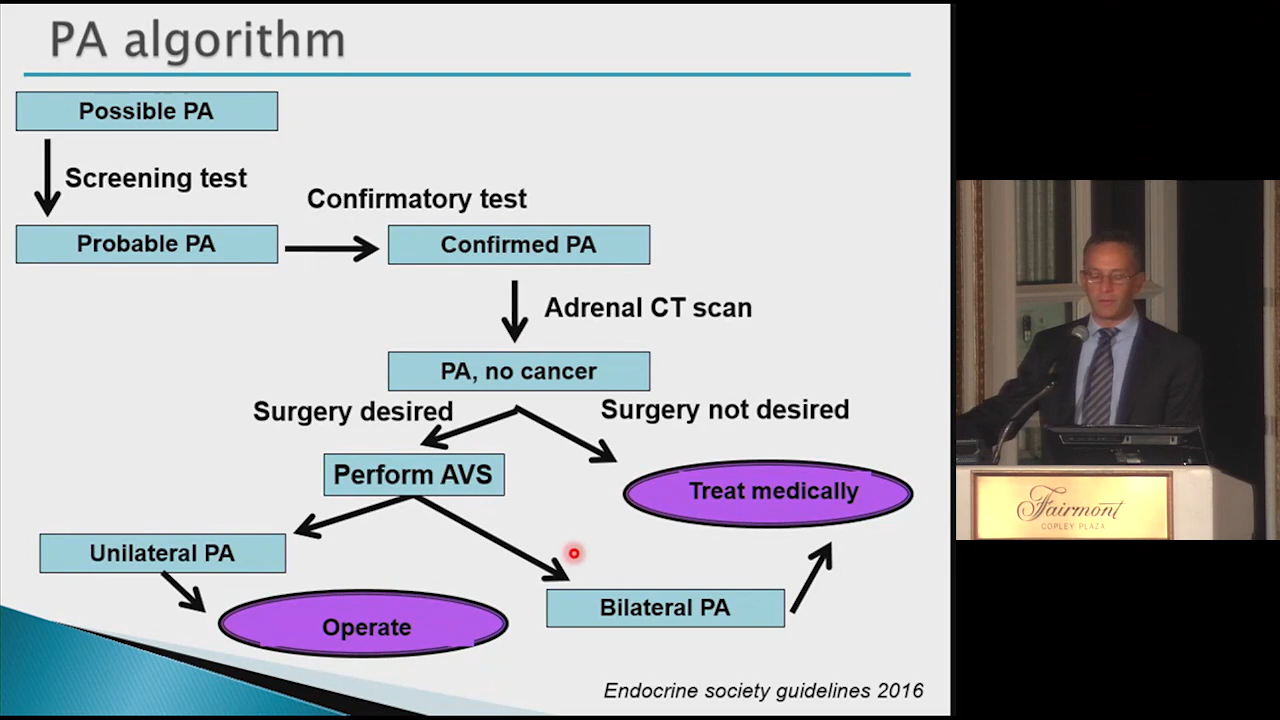 PA algorithm
Possible PA
Screening test
Confirmatory test
Probable PA
Confirmed PA
Adrenal CT scan
PA, no cancer
Surgery desired
Surgery not desired
Perform AVS
Treat medically
Unilateral PA
Bilateral PA
Operate
Endocrine society guidelines 2016
Fairmont
COPLEY PLAZA